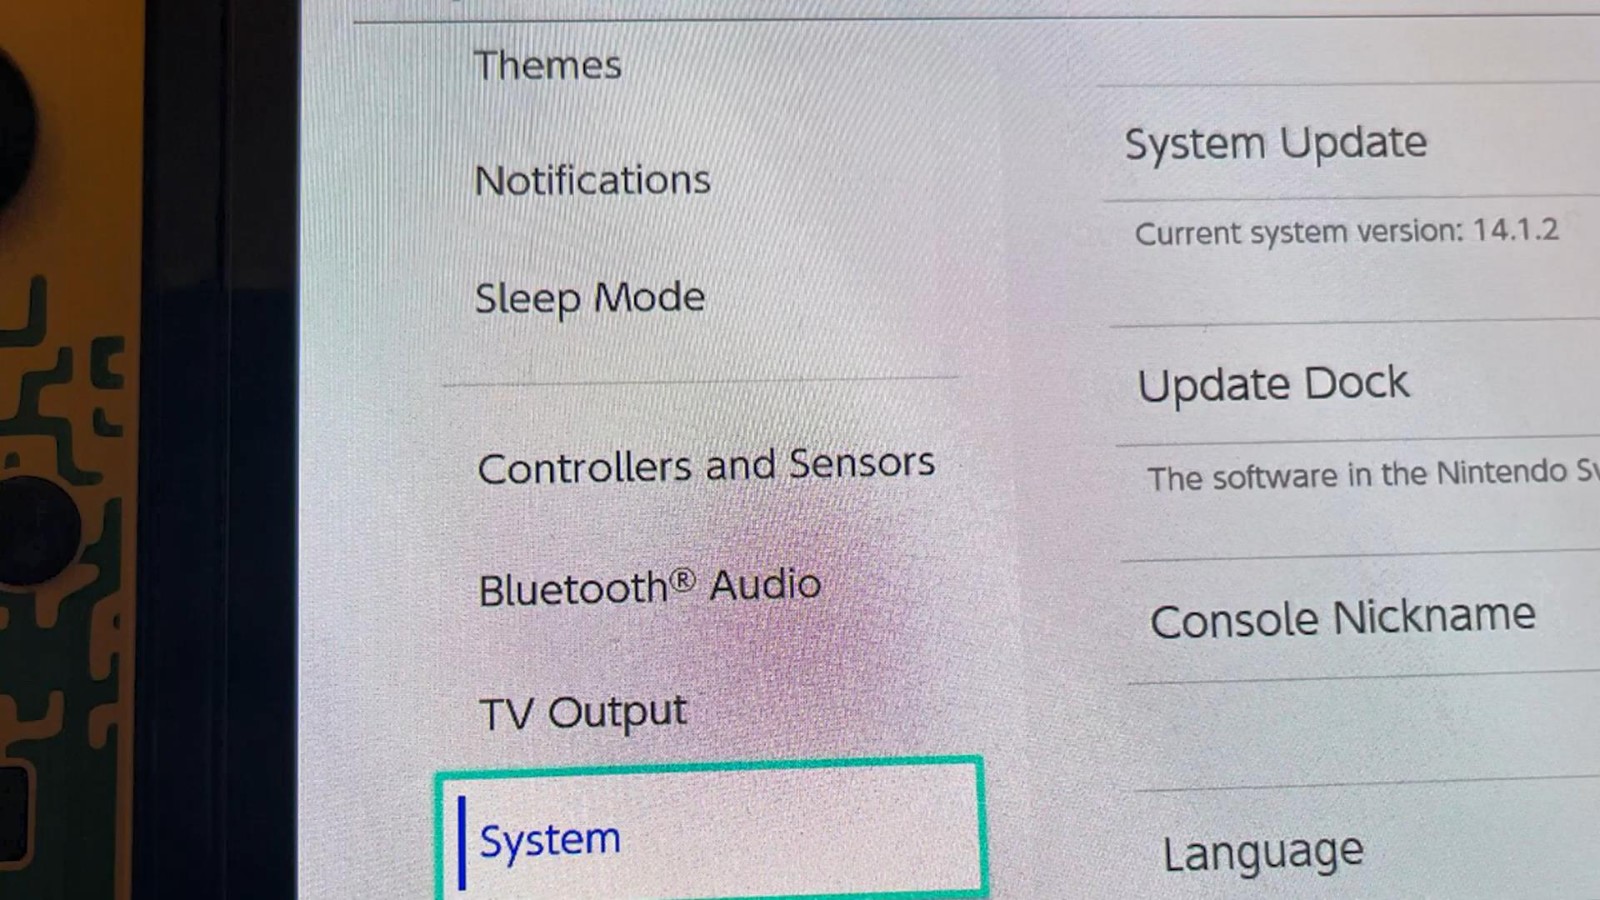 Themes
Notifications
Sleep Mode
Controllers and Sensors
Bluetooth® Audio
TV Output
System
System Update
Current system version: 14.1.2
Update Dock
The software in the Nintendo
Console Nickname
Language